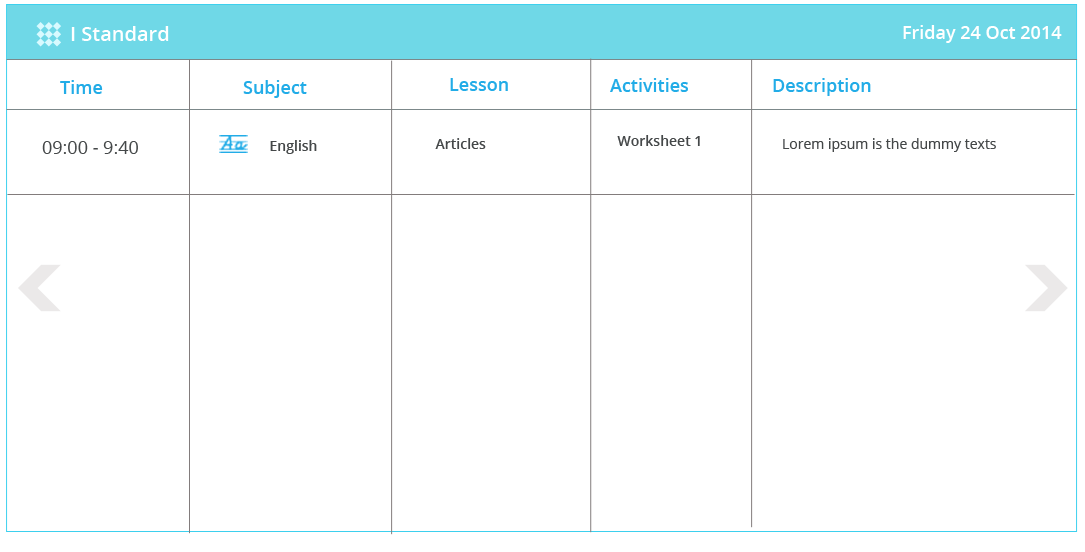 I Standard
Friday 24 Oct 2014
Time Subject Lesson Activities Description
09:00 - 9:40 Aa English Articles Worksheet 1 Lorem ipsum is the dummy texts